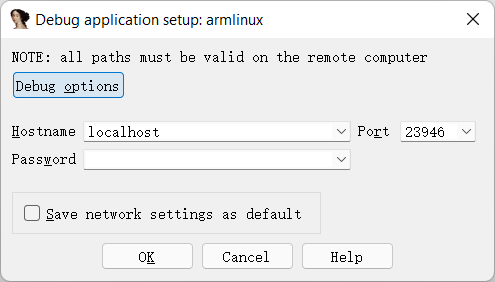 Debug application setup: armlinux
NOTE: all paths must be valid on the remote computer
Debug options
Hostname localhost Port 23946
Password
Save network settings as default
OK Cancel Help